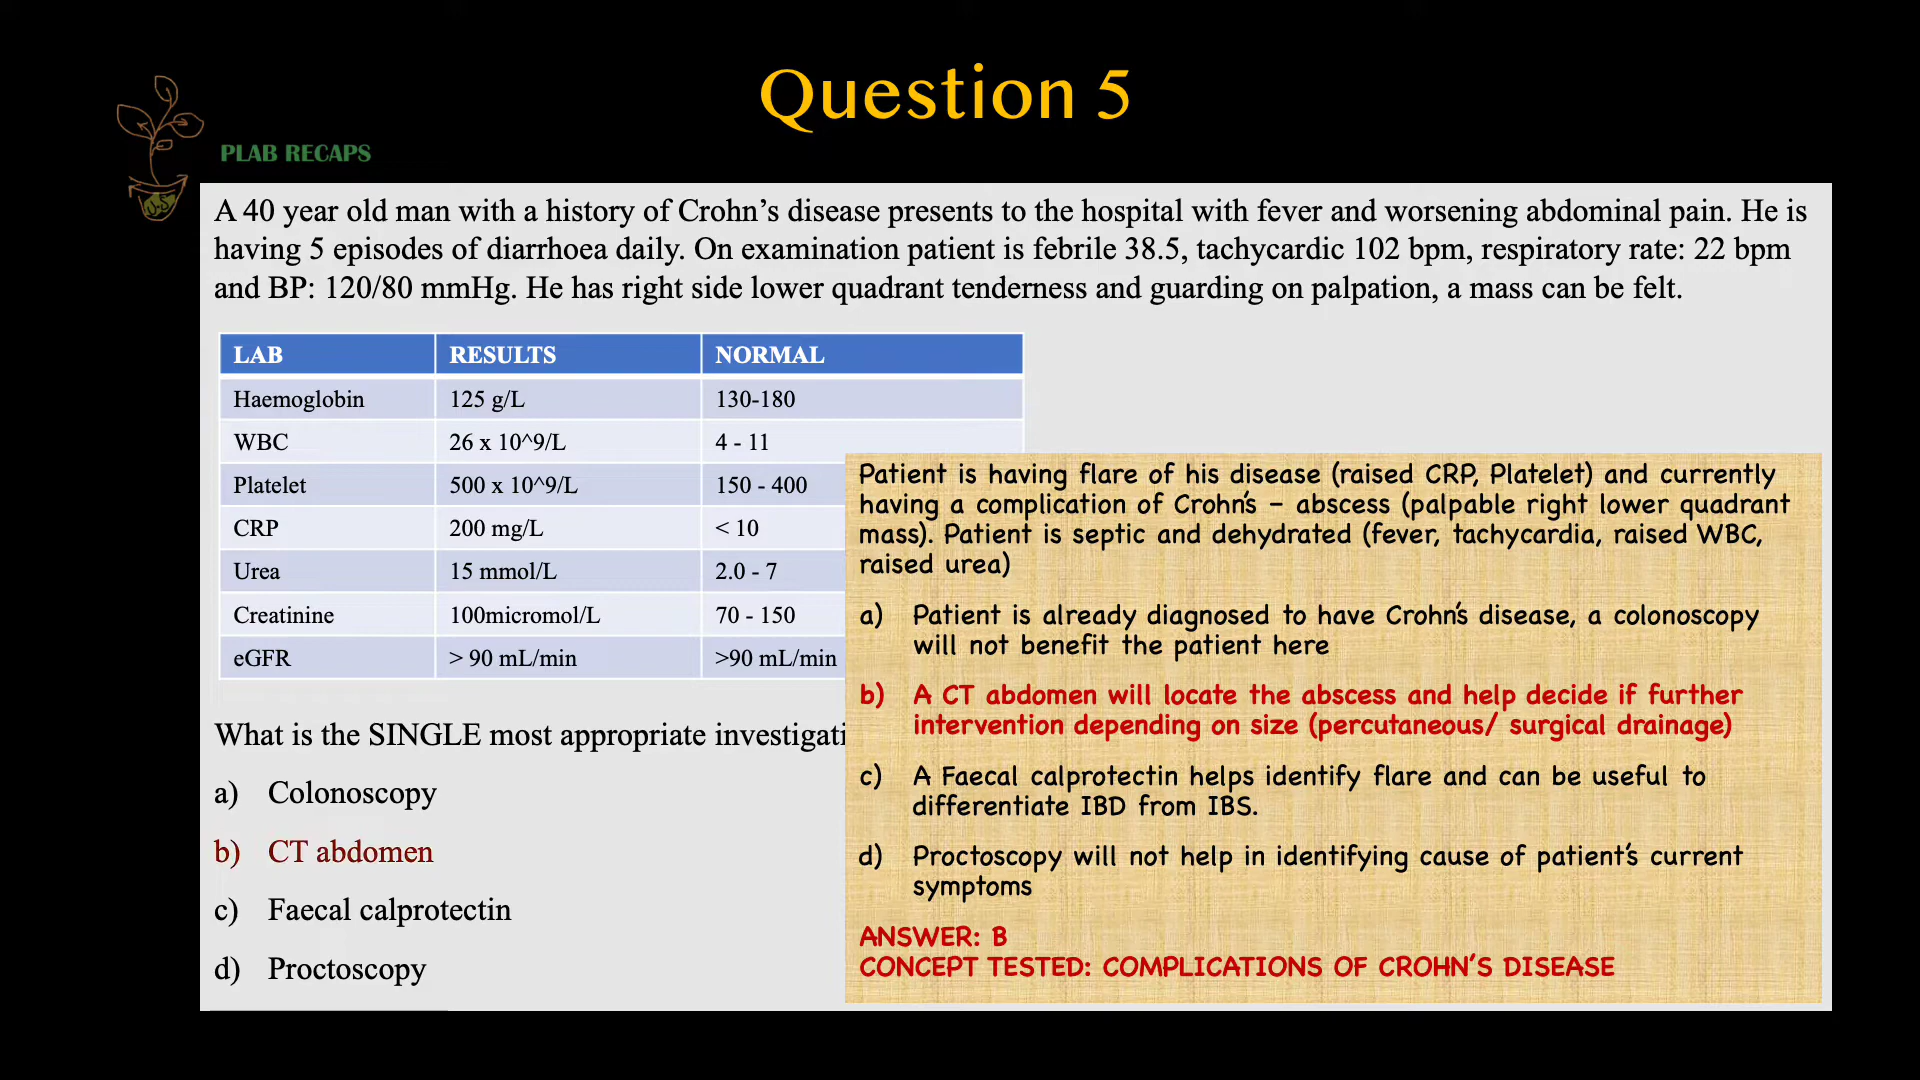 Question 5
PLAB RECAPS
A 40 year old man with a history of Crohn's disease presents to the hospital with fever and worsening abdominal pain. He is
having 5 episodes of diarrhoea daily. On examination patient is febrile 38.5, tachycardic 102 bpm, respiratory rate: 22 bpm
and BP: 120/80 mmHg. He has right side lower quadrant tenderness and guarding on palpation, a mass can be felt.
LAB RESULTS NORMAL
Haemoglobin 125 g/L 130-180
WBC 26 x 10^9/L 4 - 11
Platelet 500 x 10^9/L 150 - 400
CRP 200 mg/L < 10
Urea 15 mmol/L 2.0 - 7
Creatinine 100micromol/L 70 - 150
eGFR > 90 mL/min >90 mL/min
What is the SINGLE most appropriate investigati
a) Colonoscopy
b) CT abdomen
c) Faecal calprotectin
d) Proctoscopy
Patient is having flare of his disease (raised CRP, Platelet) and currently
having a complication of Crohn's – abscess (palpable right lower quadrant
mass). Patient is septic and dehydrated (fever, tachycardia, raised WBC,
raised urea)
a) Patient is already diagnosed to have Crohn's disease, a colonoscopy
will not benefit the patient here
b) A CT abdomen will locate the abscess and help decide if further
intervention depending on size (percutaneous/ surgical drainage)
c) A Faecal calprotectin helps identify flare and can be useful to
differentiate IBD from IBS.
d) Proctoscopy will not help in identifying cause of patient's current
symptoms
ANSWER: B
CONCEPT TESTED: COMPLICATIONS OF CROHN'S DISEASE